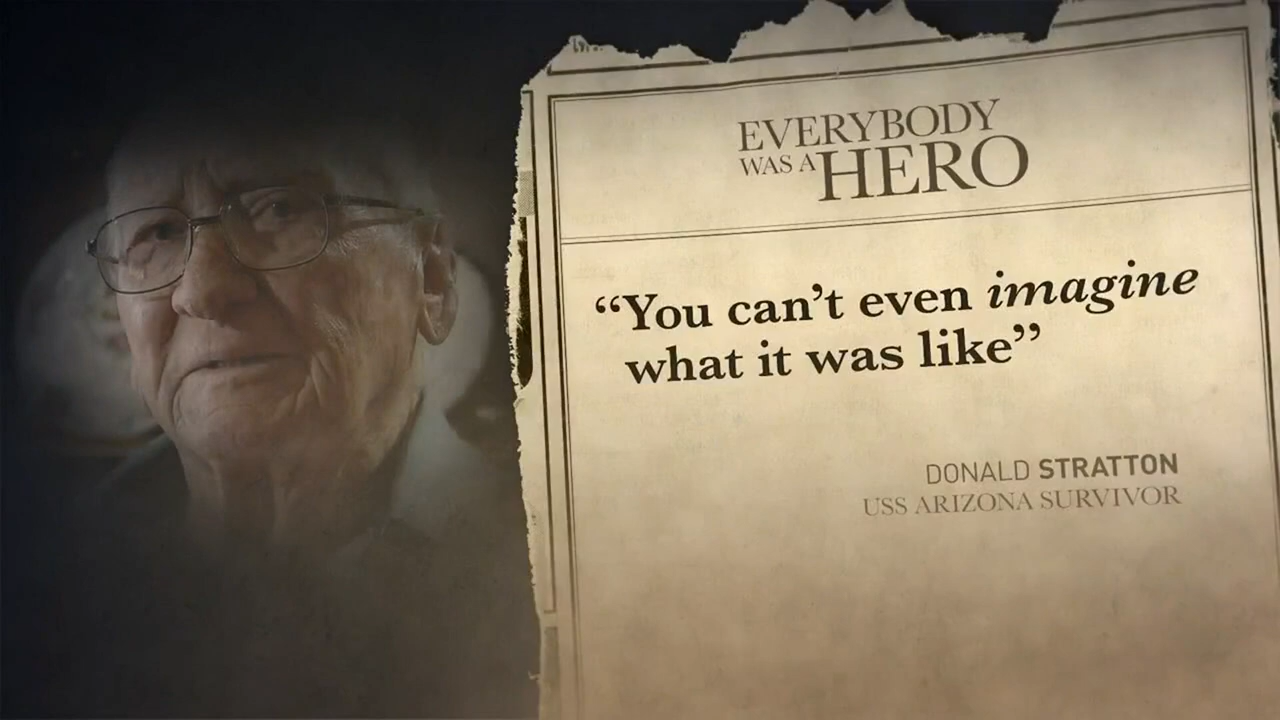 EVERYBODY
WAS A HERO
“You can’t even imagine
what it was like”
DONALD STRATTON
USS ARIZONA SURVIVOR